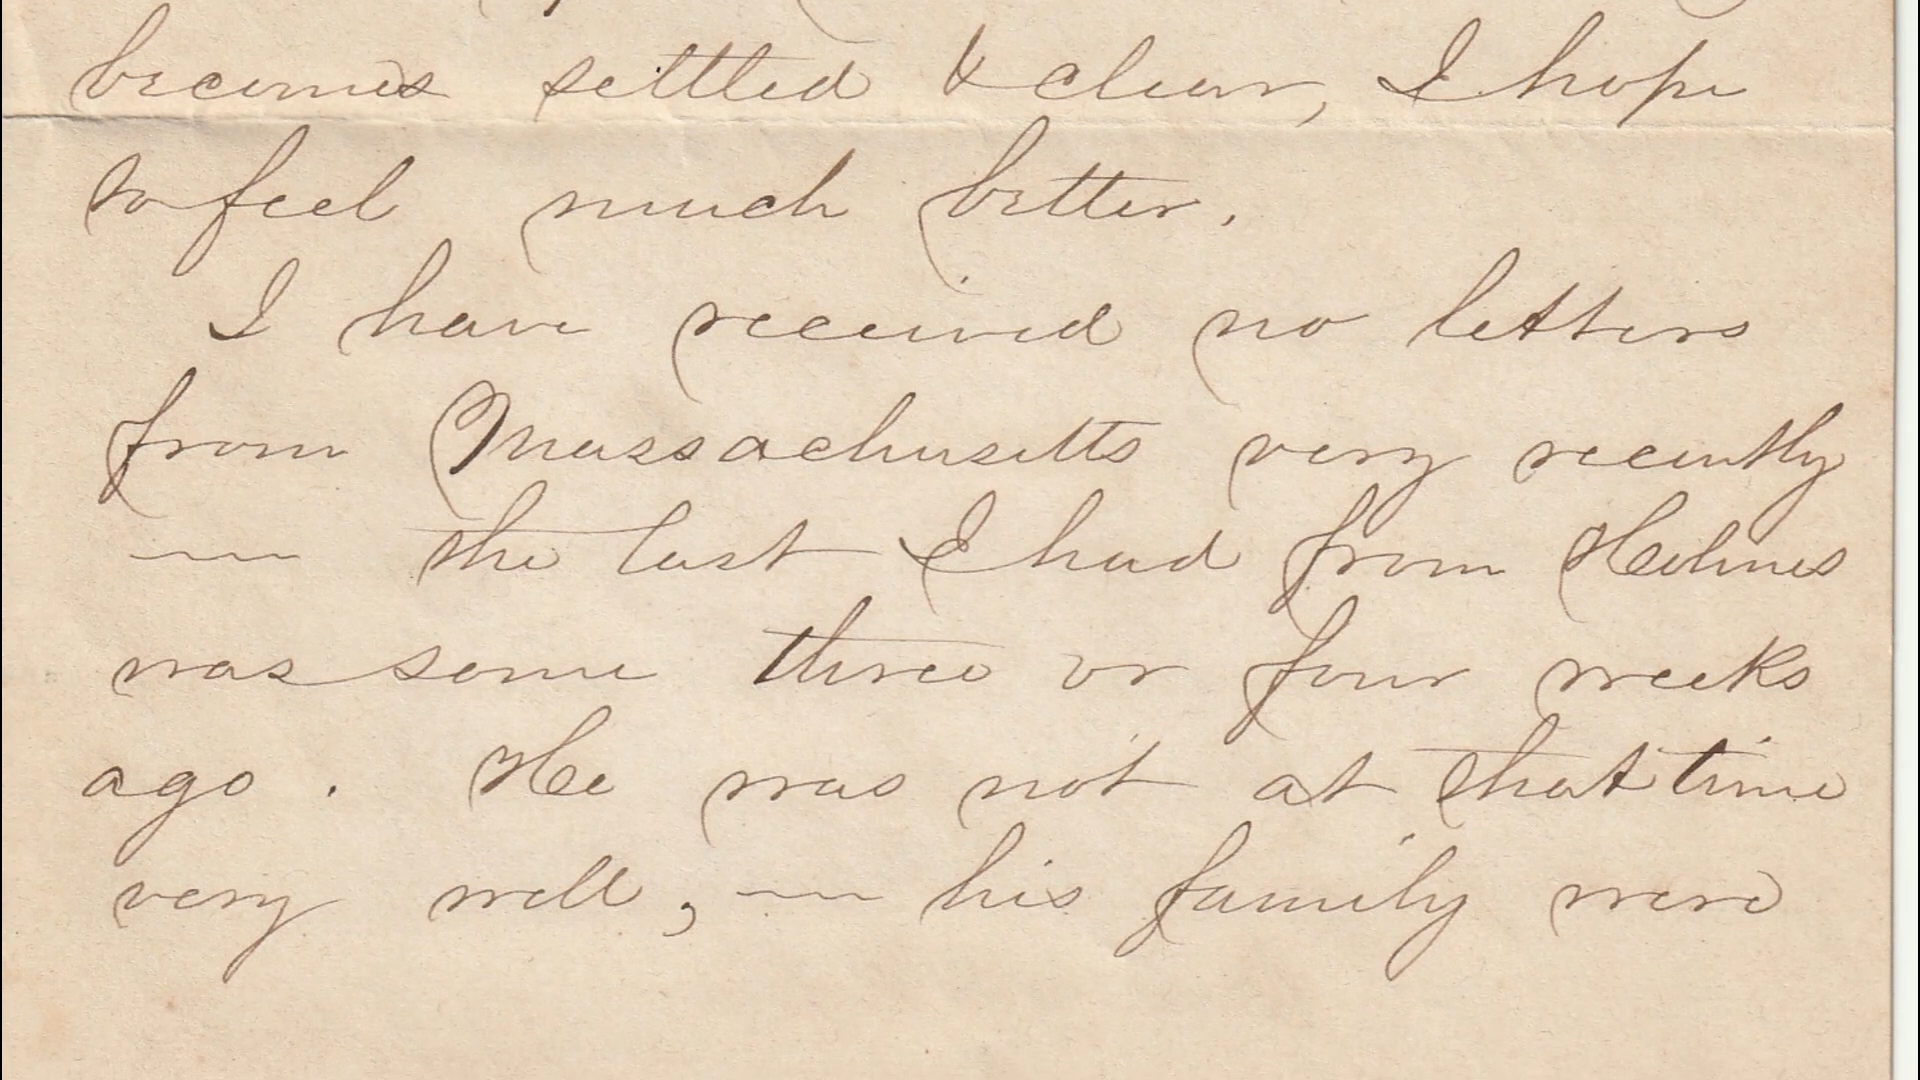 becomes settled & clear, I hope
to feel much better.
I have received no letters
from Massachusetts very recently
— the last I had from Holmes
was some three or four weeks
ago. He was not at that time
very well, — his family were